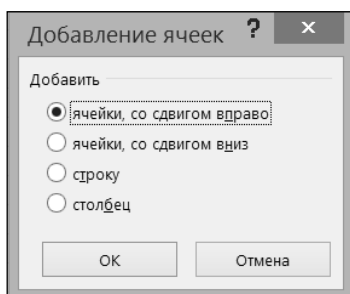 Добавление ячеек ? ×
Добавить
ячейки, со сдвигом вправо
ячейки, со сдвигом вниз
строку
столбец
ОК Отмена